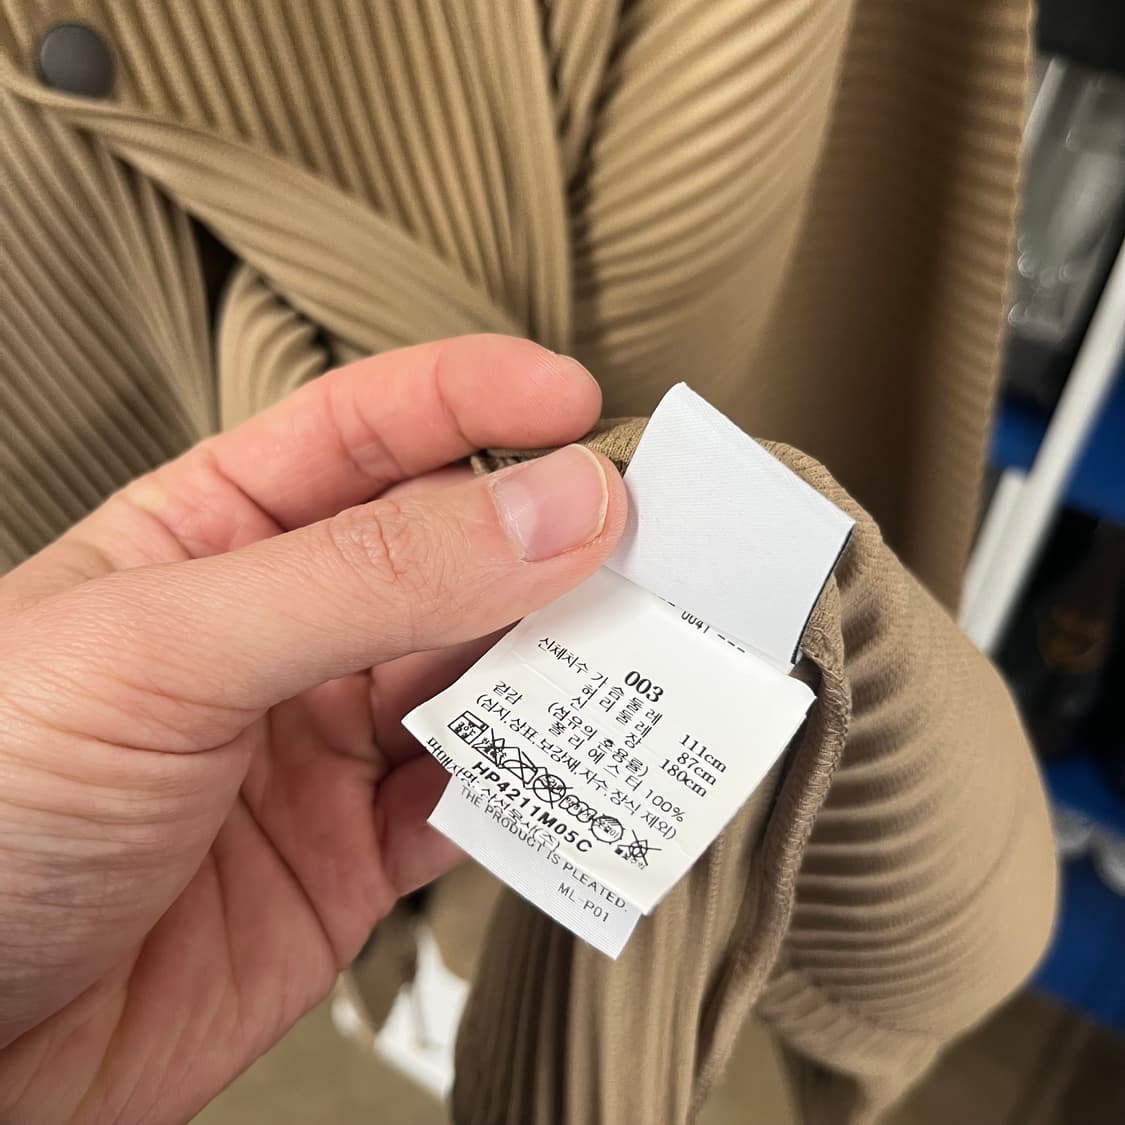 0041 ---
003
신체치수 가슴둘레 111cm
허리둘레 87cm
신 장 180cm
(섬유의 혼용률)
겉감 폴리에스터 100%
(심지.상표.보강재.자수.장식 제외)
HP4211M05C
THE PRODUCT IS PLEATED.
ML-P01